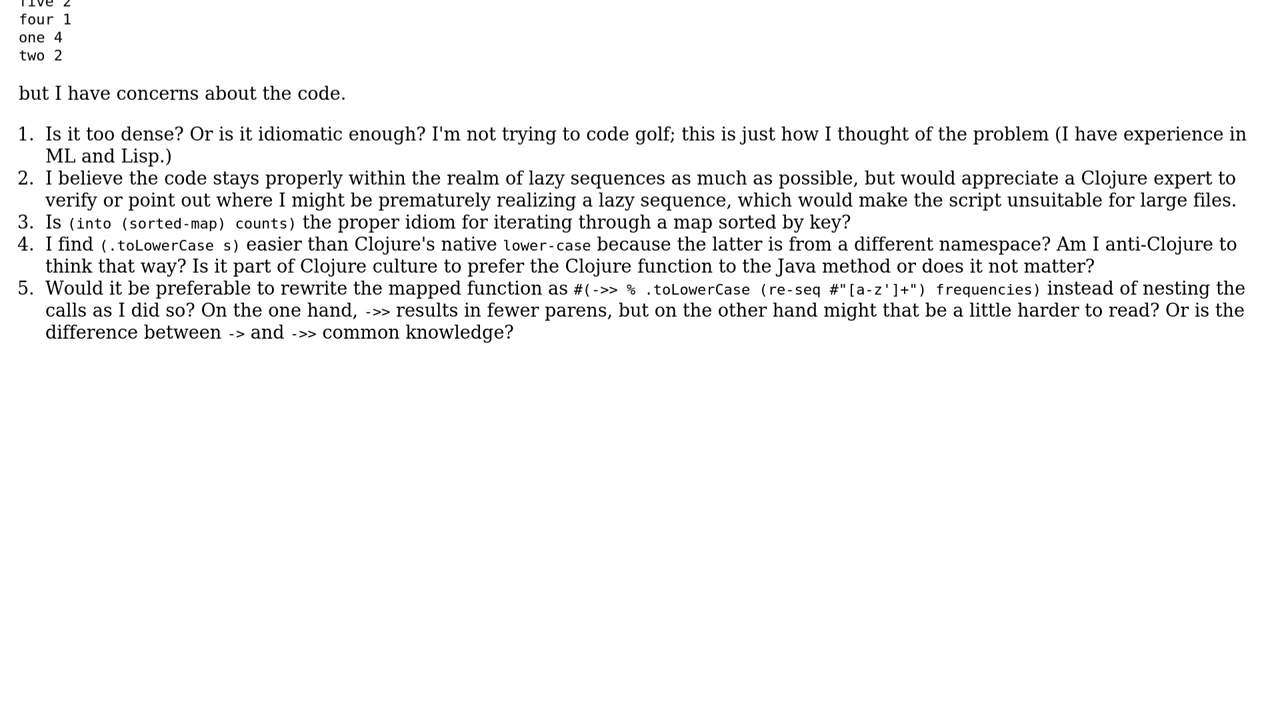 five 2
four 1
one 4
two 2
but I have concerns about the code.
1. Is it too dense? Or is it idiomatic enough? I'm not trying to code golf; this is just how I thought of the problem (I have experience in
ML and Lisp.)
2. I believe the code stays properly within the realm of lazy sequences as much as possible, but would appreciate a Clojure expert to
verify or point out where I might be prematurely realizing a lazy sequence, which would make the script unsuitable for large files.
3. Is (into (sorted-map) counts) the proper idiom for iterating through a map sorted by key?
4. I find (.toLowerCase s) easier than Clojure's native lower-case because the latter is from a different namespace? Am I anti-Clojure to
think that way? Is it part of Clojure culture to prefer the Clojure function to the Java method or does it not matter?
5. Would it be preferable to rewrite the mapped function as #(->> % .toLowerCase (re-seq #"[a-z']+") frequencies) instead of nesting the
calls as I did so? On the one hand, ->> results in fewer parens, but on the other hand might that be a little harder to read? Or is the
difference between -> and ->> common knowledge?